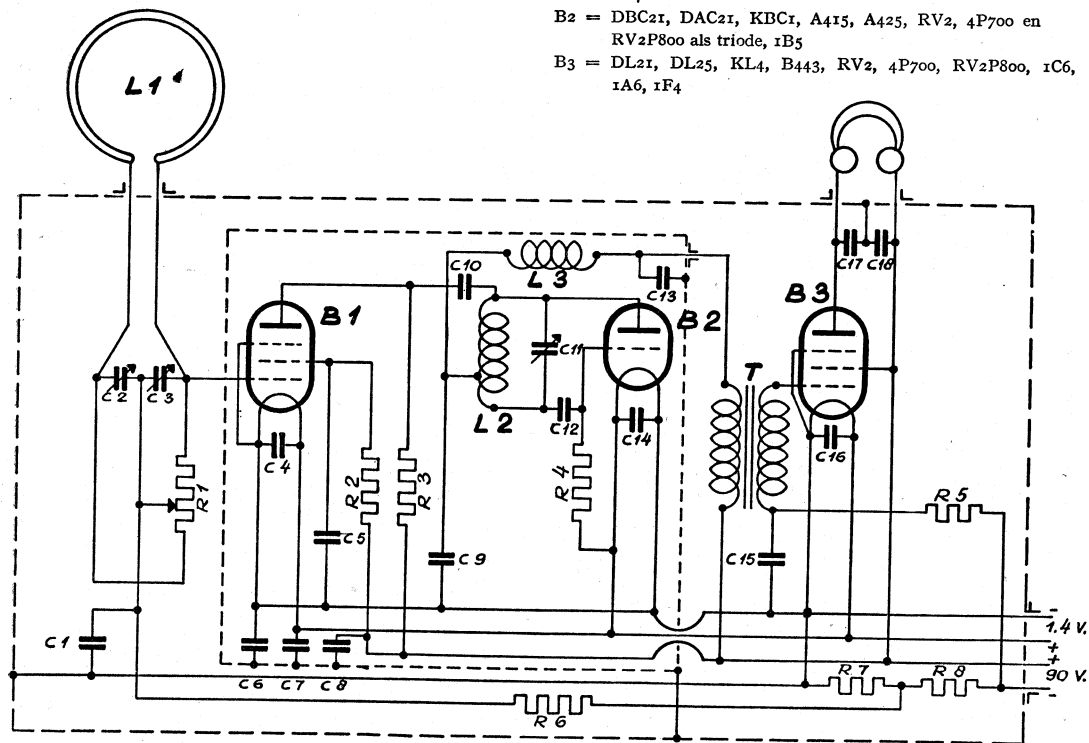 B2 = DBC21, DAC21, KBC1, A415, A425, RV2, 4P700 en
RV2P800 als triode, 1B5
B3 = DL21, DL25, KL4, B443, RV2, 4P700, RV2P800, 1C6,
1A6, 1F4
L1
C10
L3
C13
C17
C18
B1
B2
B3
C2
C3
C11
T
L2
C12
C14
C4
C16
R1
R2
R3
R4
R5
C5
C9
C15
C1
1.4 V.
-
+
+
90 V.
-
C6
C7
C8
R7
R8
R6